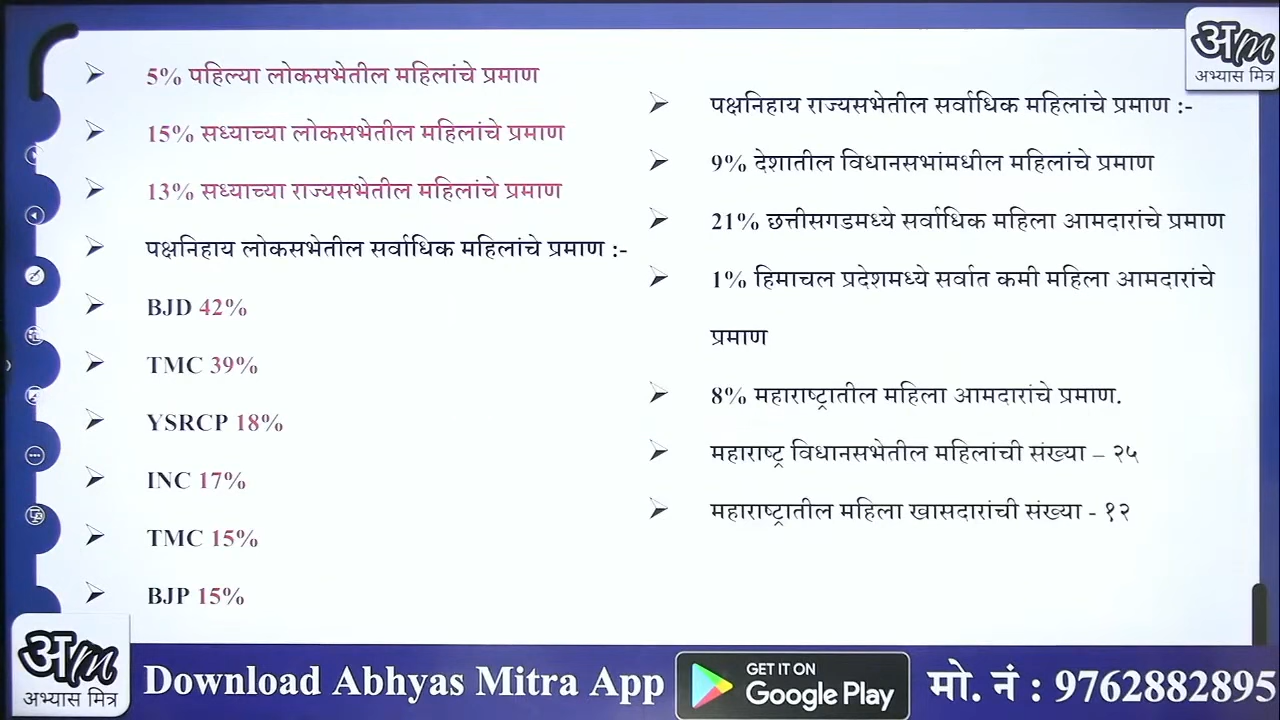 5% पहिल्या लोकसभेतील महिलांचे प्रमाण
15% सध्याच्या लोकसभेतील महिलांचे प्रमाण
13% सध्याच्या राज्यसभेतील महिलांचे प्रमाण
पक्षनिहाय लोकसभेतील सर्वाधिक महिलांचे प्रमाण :-
BJD 42%
TMC 39%
YSRCP 18%
INC 17%
TMC 15%
BJP 15%
पक्षनिहाय राज्यसभेतील सर्वाधिक महिलांचे प्रमाण :-
9% देशातील विधानसभांमधील महिलांचे प्रमाण
21% छत्तीसगडमध्ये सर्वाधिक महिला आमदारांचे प्रमाण
1% हिमाचल प्रदेशमध्ये सर्वात कमी महिला आमदारांचे
प्रमाण
8% महाराष्ट्रातील महिला आमदारांचे प्रमाण.
महाराष्ट्र विधानसभेतील महिलांची संख्या – २५
महाराष्ट्रातील महिला खासदारांची संख्या - १२
अm
अभ्यास मित्र
अm
अभ्यास मित्र
Download Abhyas Mitra App
GET IT ON
Google Play
मो. नं : 9762882895